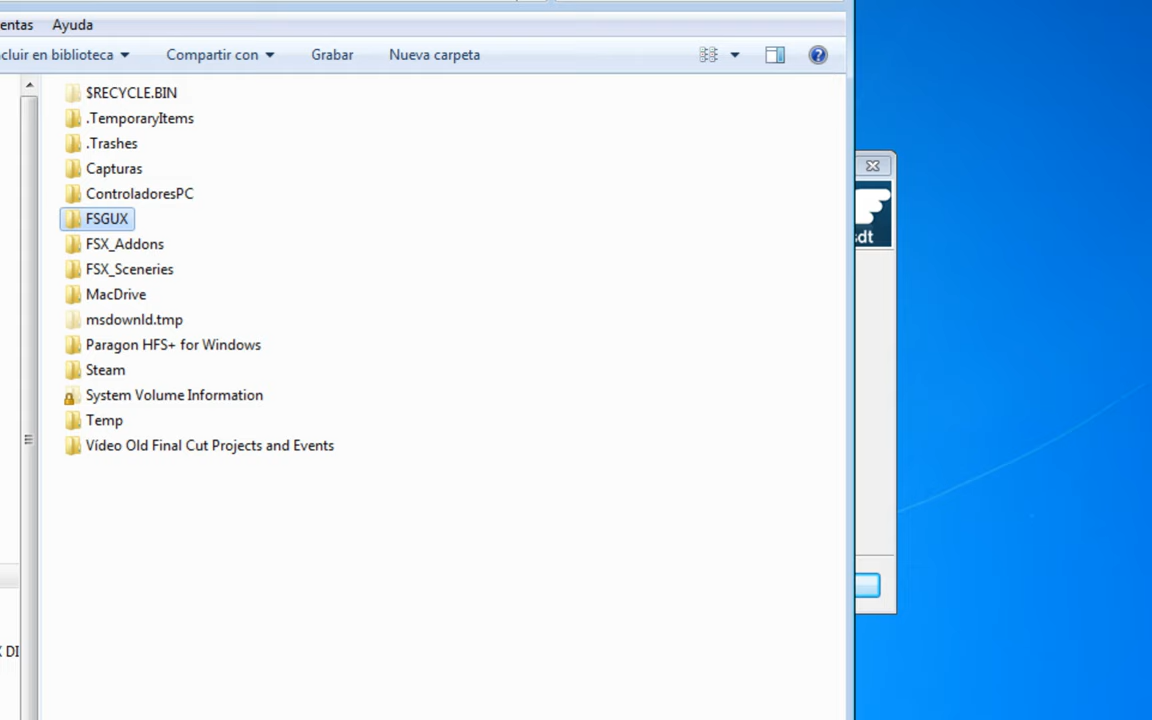 entas Ayuda
cluir en biblioteca Compartir con Grabar Nueva carpeta
$RECYCLE.BIN
.TemporaryItems
.Trashes
Capturas
ControladoresPC
FSGUX
dt
FSX_Addons
FSX_Sceneries
MacDrive
msdownld.tmp
Paragon HFS+ for Windows
Steam
System Volume Information
Temp
Vídeo Old Final Cut Projects and Events
X DI